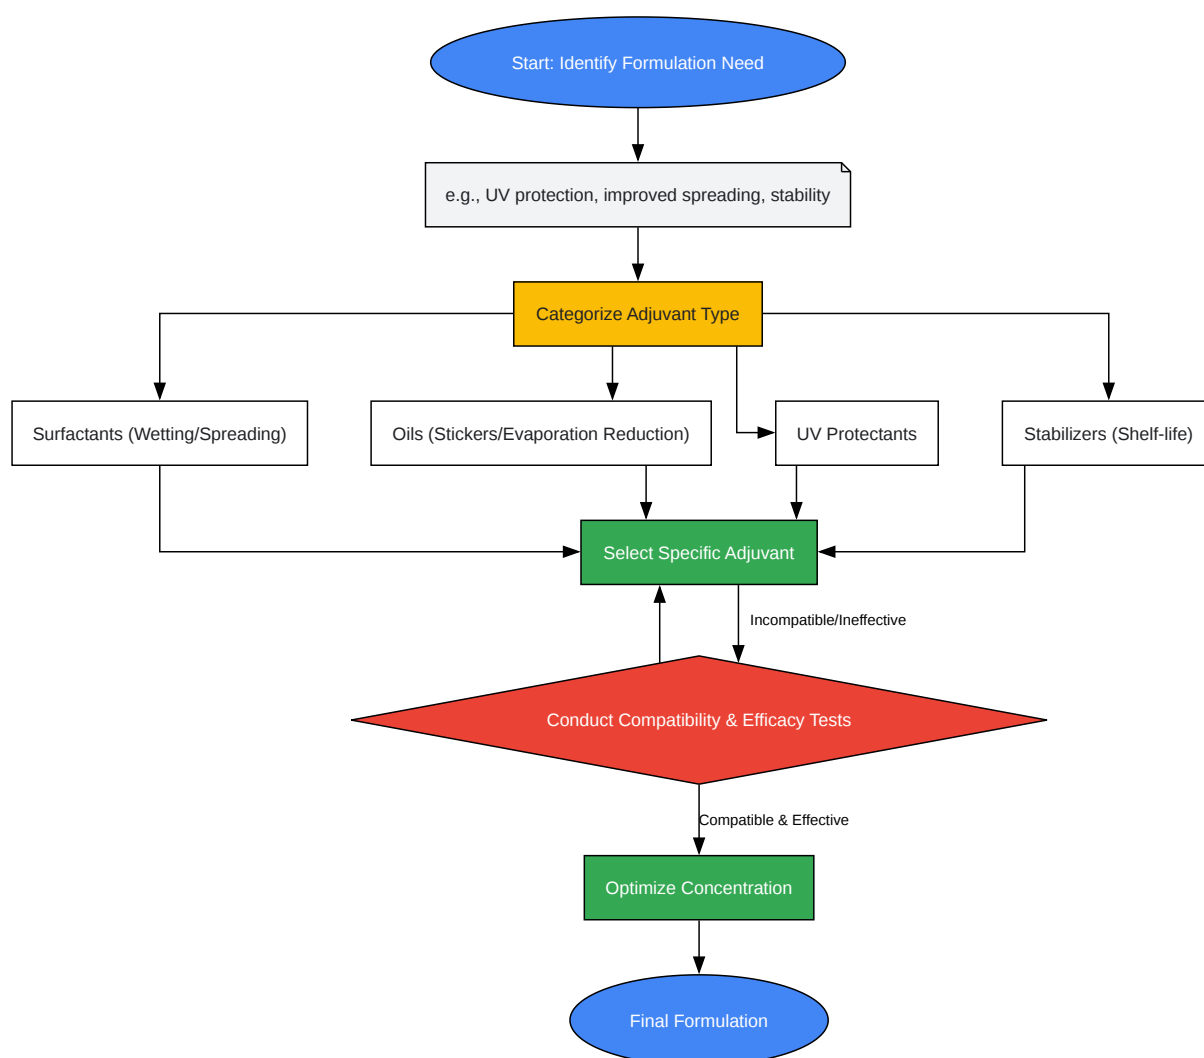 Start: Identify Formulation Need
e.g., UV protection, improved spreading, stability
Categorize Adjuvant Type
Surfactants (Wetting/Spreading)
Oils (Stickers/Evaporation Reduction)
UV Protectants
Stabilizers (Shelf-life)
Select Specific Adjuvant
Incompatible/Ineffective
Conduct Compatibility & Efficacy Tests
Compatible & Effective
Optimize Concentration
Final Formulation